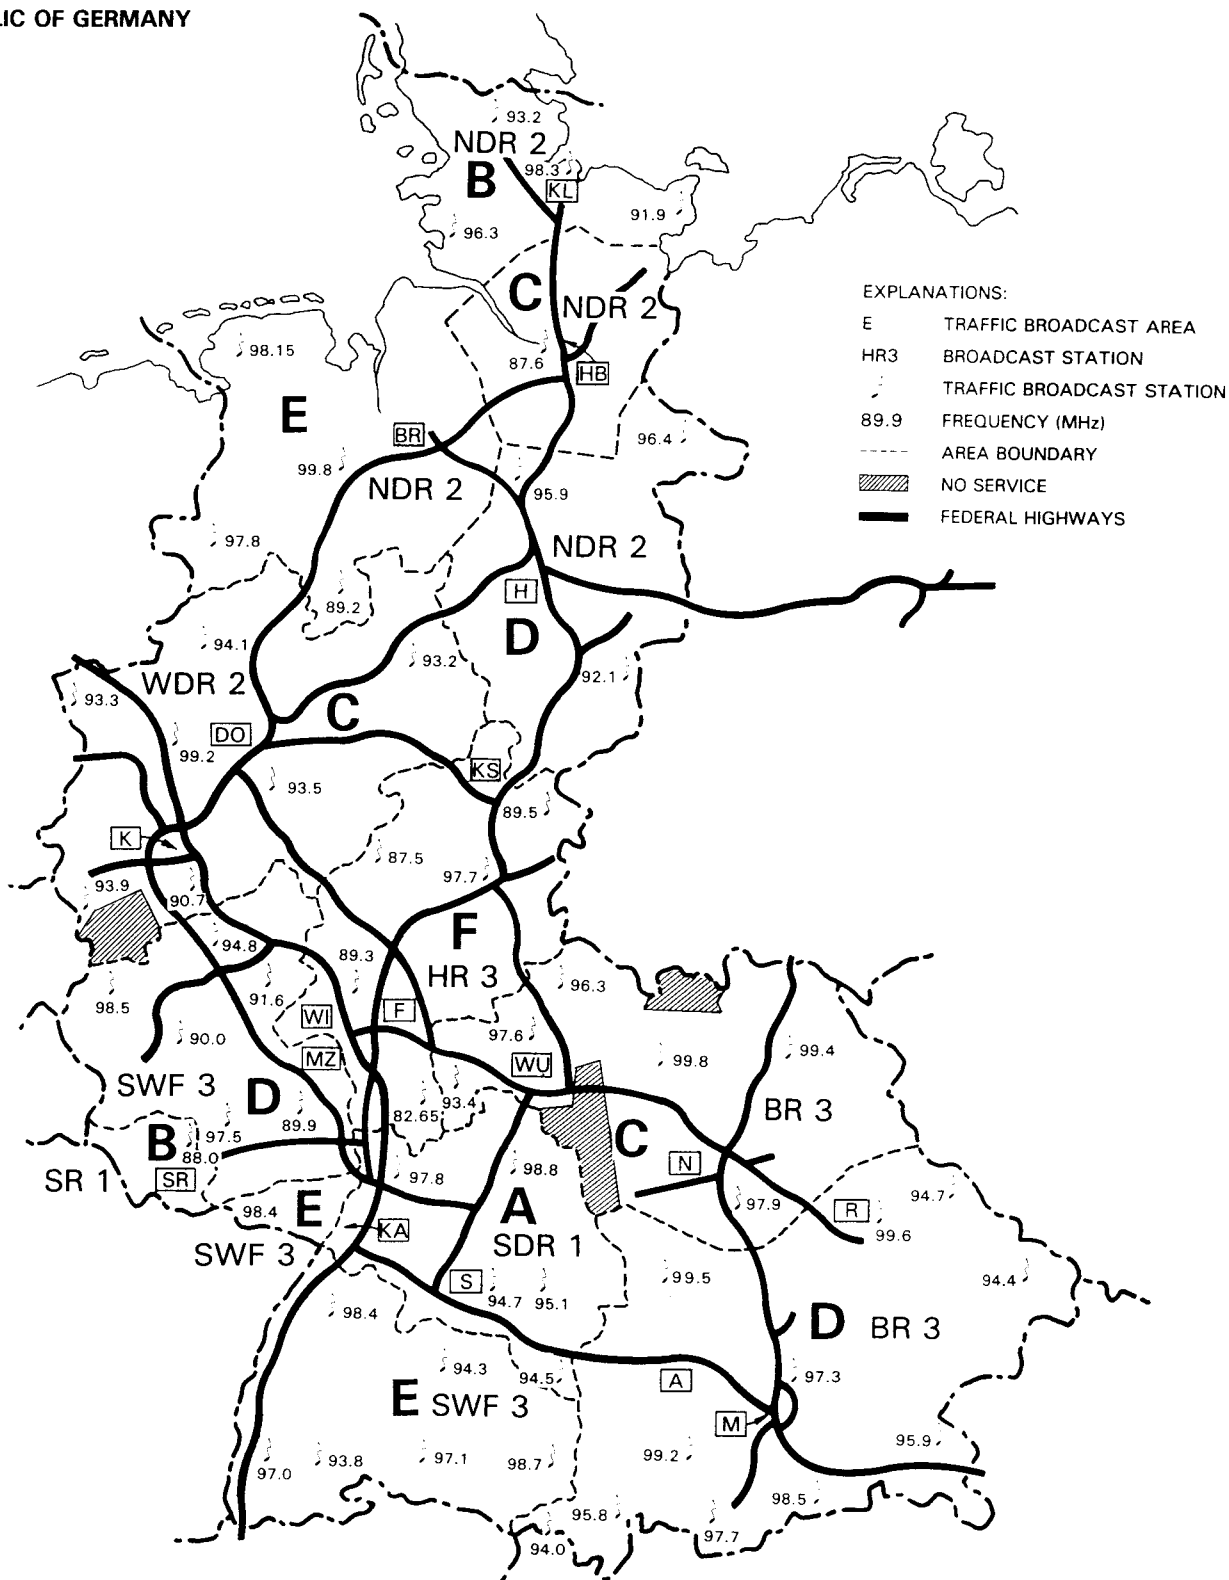 LIC OF GERMANY
93.2
NDR 2
98.3
B
KL
91.9
96.3
C
NDR 2
EXPLANATIONS:
E TRAFFIC BROADCAST AREA
HR3 BROADCAST STATION
TRAFFIC BROADCAST STATION
89.9 FREQUENCY (MHz)
AREA BOUNDARY
NO SERVICE
FEDERAL HIGHWAYS
98.15
87.6
HB
E
BR
96.4
99.8
NDR 2
95.9
97.8
NDR 2
89.2
H
94.1
D
93.2
92.1
WDR 2
93.3
C
DO
99.2
KS
93.5
89.5
K
87.5
97.7
93.9
90.7
F
94.8
89.3
HR 3
96.3
98.5
91.6
WI
F
90.0
97.6
MZ
WU
99.8
99.4
SWF 3
D
93.4
82.65
BR 3
89.9
97.5
B
88.0
C
SR 1
SR
97.8
98.8
N
94.7
97.9
98.4
E
A
R
KA
99.6
SWF 3
SDR 1
S
99.5
94.4
94.7
95.1
98.4
D
BR 3
94.3
94.5
97.3
A
E
SWF 3
M
95.9
97.0
93.8
97.1
98.7
99.2
98.5
95.8
97.7
94.0